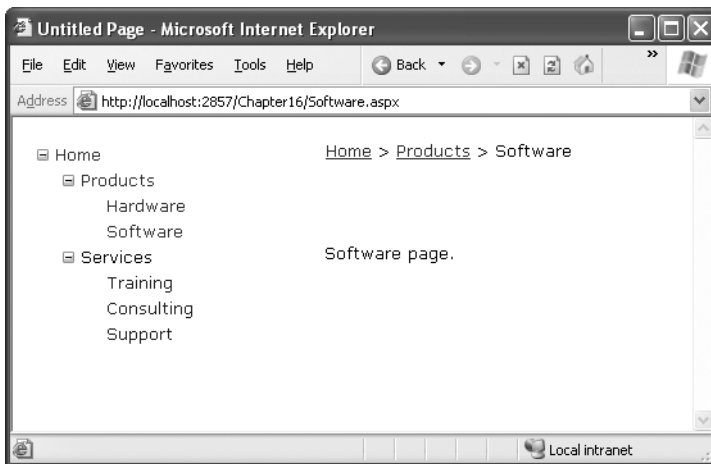 Untitled Page - Microsoft Internet Explorer
File Edit View Favorites Tools Help Back »
Address http://localhost:2857/Chapter16/Software.aspx
Home
Products
Hardware
Software
Services
Training
Consulting
Support
Home > Products > Software
Software page.
Local intranet